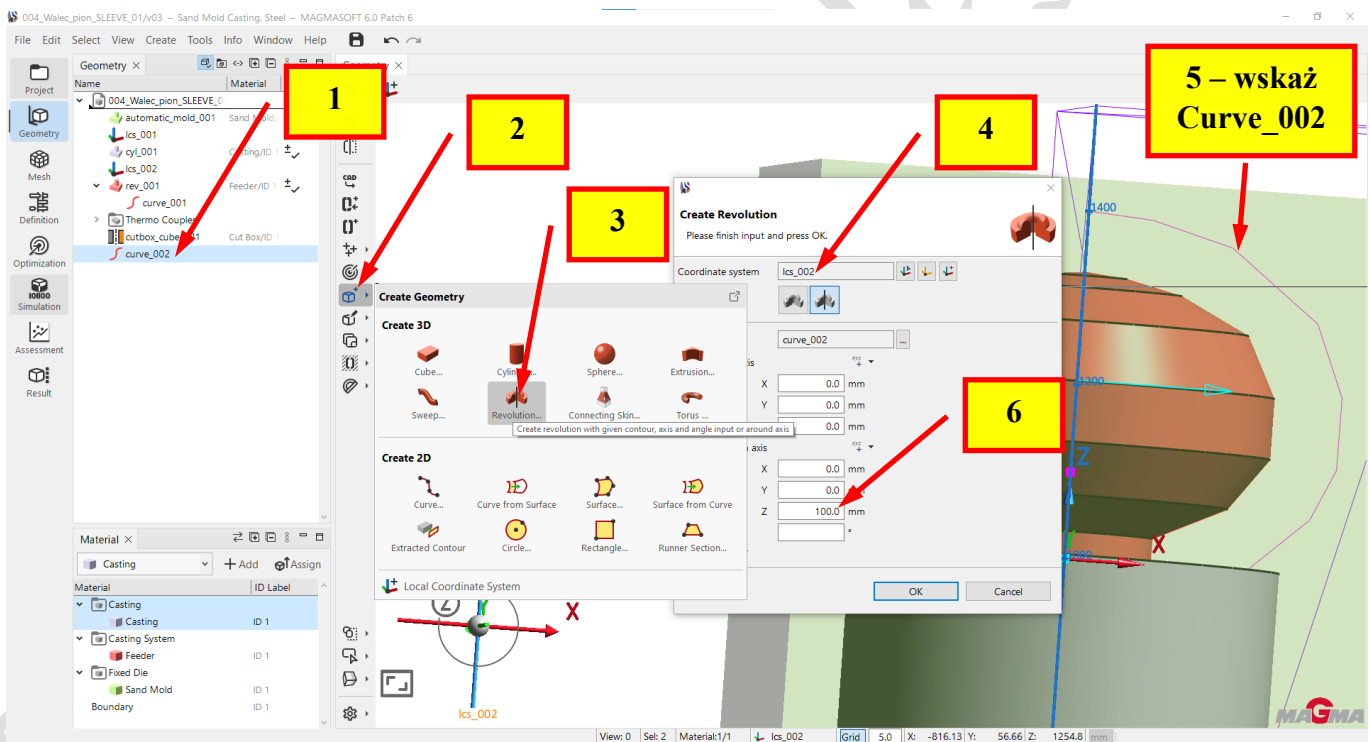 004_Walec_pion_SLEEVE_01/v03 – Sand Mold Casting, Steel – MAGMASOFT 6.0 Patch 6
File Edit Select View Create Tools Info Window Help
Project
Geometry
Mesh
Definition
Optimization
Simulation
Assessment
Result
Geometry
Name Material
004_Walec_pion_SLEEVE_0
automatic_mold_001 Sand Mold/
lcs_001
cyl_001 Casting/ID 1
lcs_002
rev_001 Feeder/ID 1
curve_001
Thermo Couples
cutbox_cube Cut Box/ID 1
curve_002
1
2
3
4
5 – wskaż
Curve_002
6
CAD
Create Geometry
Create 3D
Cube...
Sphere...
Extrusion...
Sweep...
Revolution...
Connecting Skin...
Torus ...
Create revolution with given contour, axis and angle input or around axis
Create 2D
Curve...
Curve from Surface
Surface...
Surface from Curve
Extracted Contour
Circle...
Rectangle...
Runner Section...
Local Coordinate System
Create Revolution
Please finish input and press OK.
Coordinate system lcs_002
curve_002 ...
X 0.0 mm
Y 0.0 mm
0.0 mm
axis
X 0.0 mm
Y 0.0 mm
Z 100.0 mm
°
OK Cancel
1400
1200
Z
1000
X
Material
Casting Add Assign
Material ID Label
Casting
Casting ID 1
Casting System
Feeder ID 1
Fixed Die
Sand Mold ID 1
Boundary ID 1
Z
X
lcs_002
MAGMA
View: 0 Sel: 2 Material:1/1 lcs_002 Grid 5.0 X: -816.13 Y: 56.66 Z: 1254.8 mm